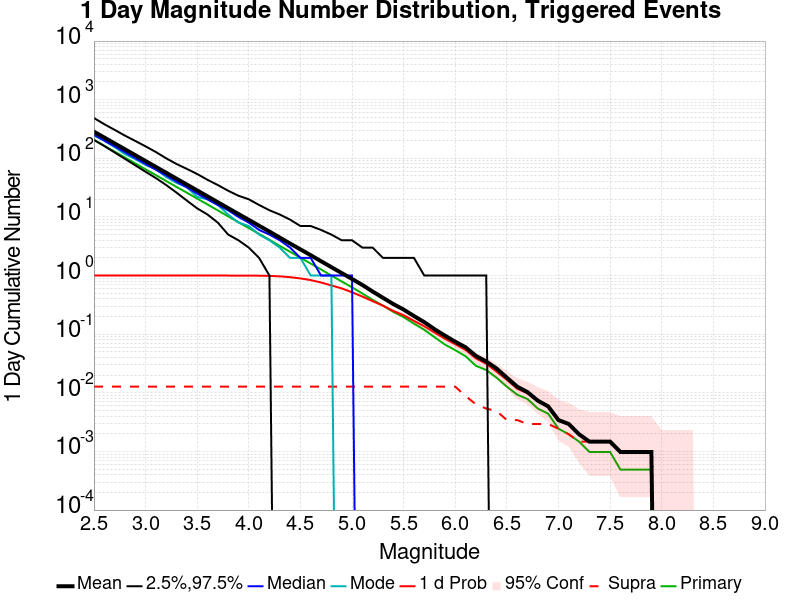 1 Day Magnitude Number Distribution, Triggered Events
10^4
10^3
10^2
10^1
10^0
10^-1
10^-2
10^-3
10^-4
1 Day Cumulative Number
2.5 3.0 3.5 4.0 4.5 5.0 5.5 6.0 6.5 7.0 7.5 8.0 8.5 9.0
Magnitude
Mean 2.5%,97.5% Median Mode 1 d Prob 95% Conf Supra Primary